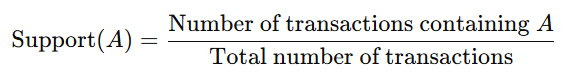 Support(A) = Number of transactions containing A
Total number of transactions